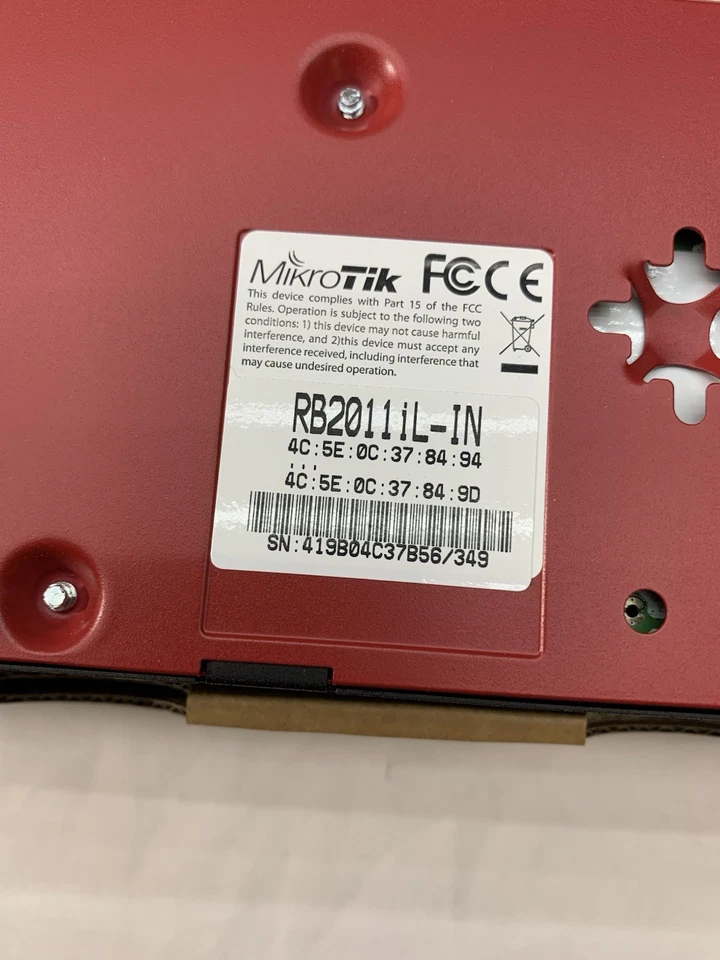 MikroTik FC CE
This device complies with Part 15 of the FCC
Rules. Operation is subject to the following two
conditions: 1) this device may not cause harmful
interference, and 2)this device must accept any
interference received, including interference that
may cause undesired operation.
RB2011iL-IN
4C:5E:0C:37:84:94
...
4C:5E:0C:37:84:9D
SN:419B04C37B56/349